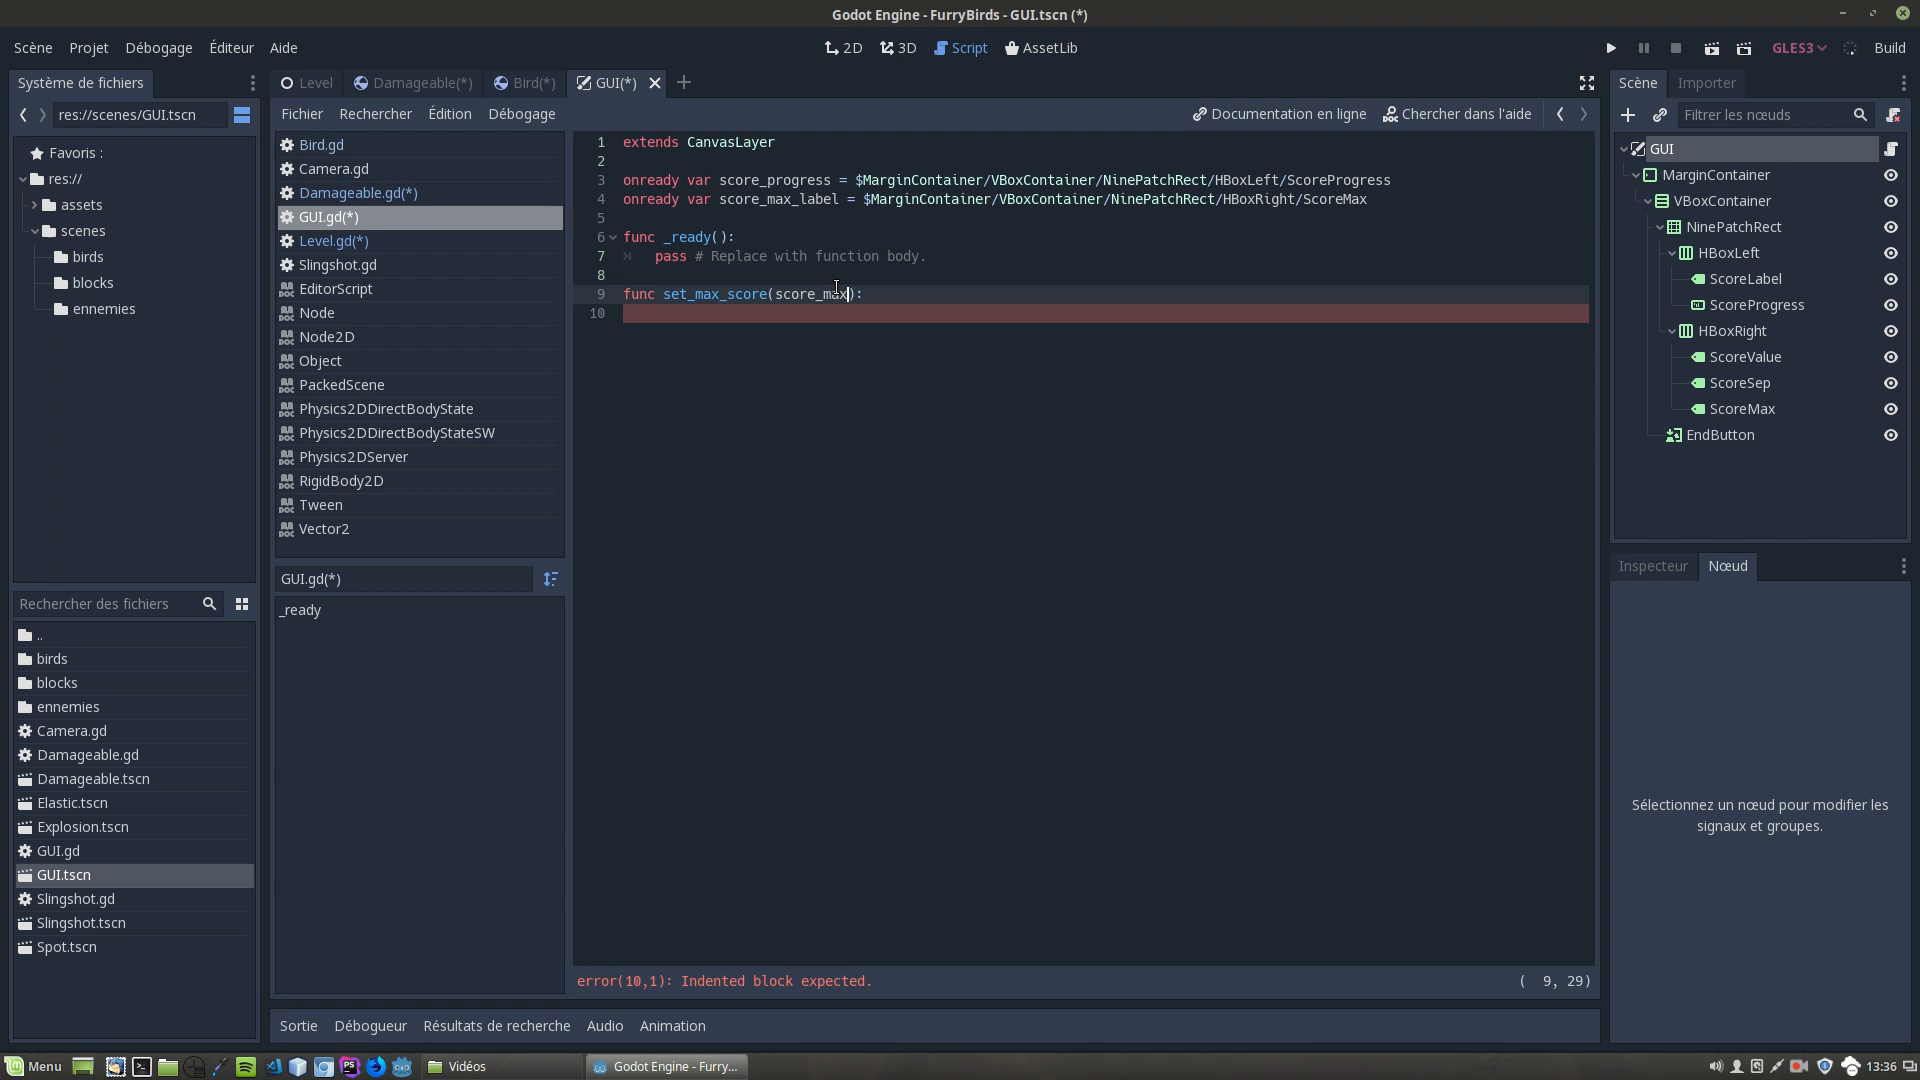 Godot Engine - FurryBirds - GUI.tscn (*)
Scène Projet Débogage Éditeur Aide
2D 3D Script AssetLib
GLES3 Build
Système de fichiers
res://scenes/GUI.tscn
Favoris :
res://
assets
scenes
birds
blocks
ennemies
Rechercher des fichiers
..
birds
blocks
ennemies
Camera.gd
Damageable.gd
Damageable.tscn
Elastic.tscn
Explosion.tscn
GUI.gd
GUI.tscn
Slingshot.gd
Slingshot.tscn
Spot.tscn
Level Damageable(*) Bird(*) GUI(*)
Fichier Rechercher Édition Débogage
Documentation en ligne Chercher dans l'aide
Bird.gd
Camera.gd
Damageable.gd(*)
GUI.gd(*)
Level.gd(*)
Slingshot.gd
EditorScript
Node
Node2D
Object
PackedScene
Physics2DDirectBodyState
Physics2DDirectBodyStateSW
Physics2DServer
RigidBody2D
Tween
Vector2
GUI.gd(*)
_ready
1 extends CanvasLayer
2
3 onready var score_progress = $MarginContainer/VBoxContainer/NinePatchRect/HBoxLeft/ScoreProgress
4 onready var score_max_label = $MarginContainer/VBoxContainer/NinePatchRect/HBoxRight/ScoreMax
5
6 func _ready():
7 pass # Replace with function body.
8
9 func set_max_score(score_max):
10
error(10,1): Indented block expected.
( 9, 29)
Sortie Débogueur Résultats de recherche Audio Animation
Scène Importer
Filtrer les nœuds
GUI
MarginContainer
VBoxContainer
NinePatchRect
HBoxLeft
ScoreLabel
ScoreProgress
HBoxRight
ScoreValue
ScoreSep
ScoreMax
EndButton
Inspecteur Nœud
Sélectionnez un nœud pour modifier les
signaux et groupes.
Menu
Vidéos
Godot Engine - Furry...
13:36